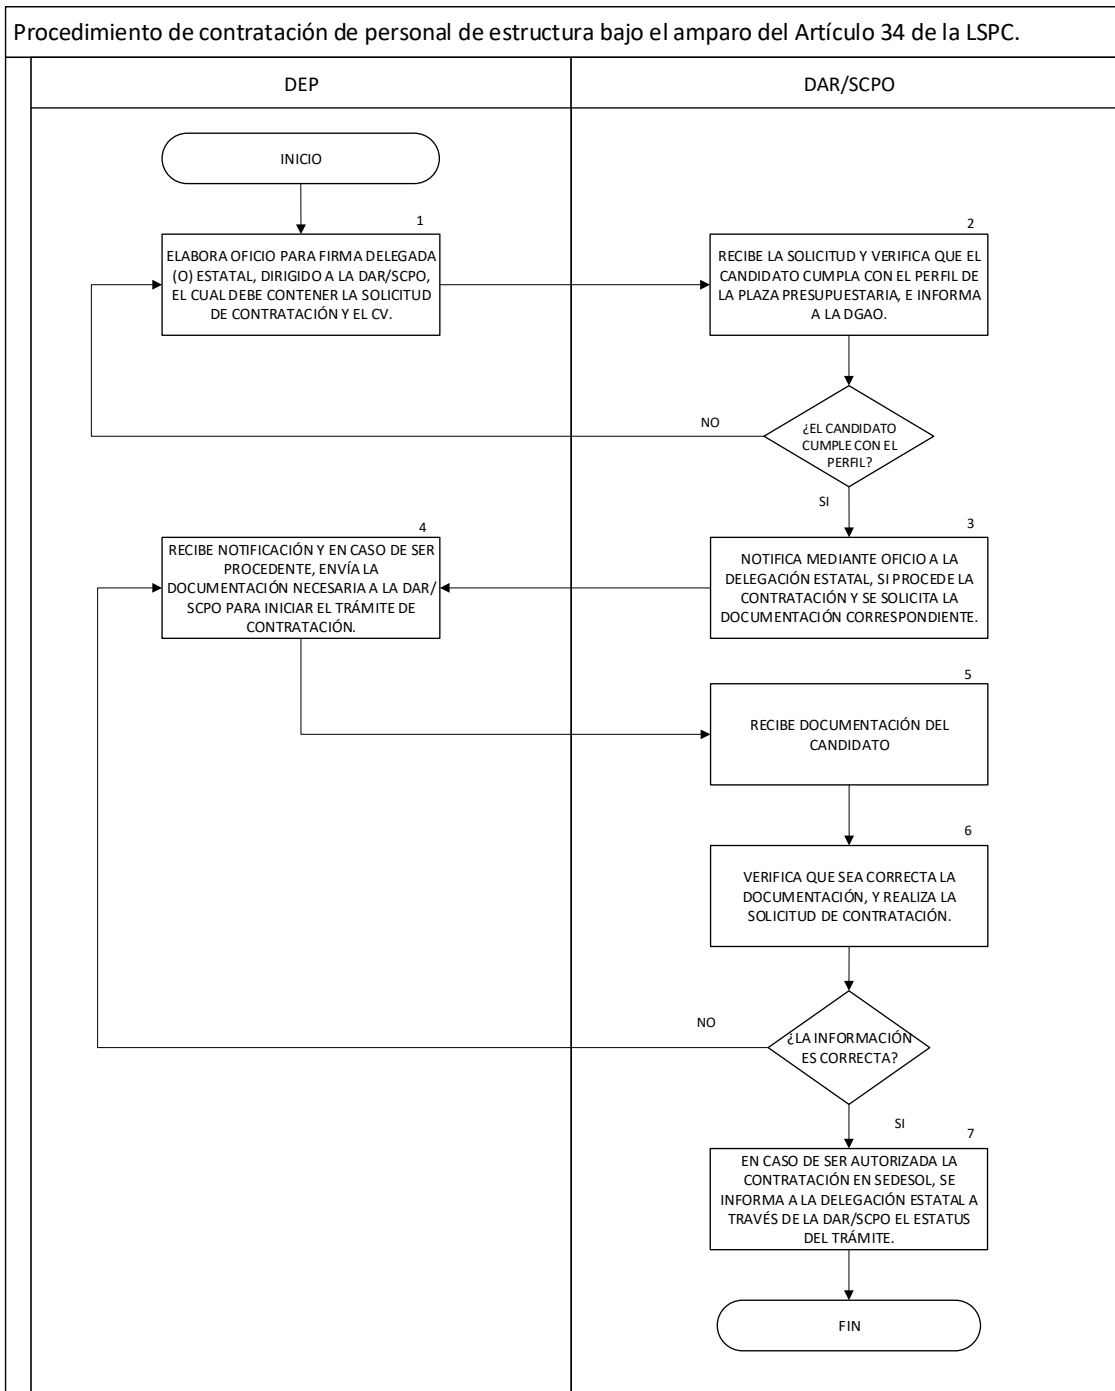 Procedimiento de contratación de personal de estructura bajo el amparo del Artículo 34 de la LSPC.
DEP
DAR/SCPO
INICIO
1
ELABORA OFICIO PARA FIRMA DELEGADA
(O) ESTATAL, DIRIGIDO A LA DAR/SCPO,
EL CUAL DEBE CONTENER LA SOLICITUD
DE CONTRATACIÓN Y EL CV.
2
RECIBE LA SOLICITUD Y VERIFICA QUE EL
CANDIDATO CUMPLA CON EL PERFIL DE
LA PLAZA PRESUPUESTARIA, E INFORMA
A LA DGAO.
NO
¿EL CANDIDATO
CUMPLE CON EL
PERFIL?
SI
3
NOTIFICA MEDIANTE OFICIO A LA
DELEGACIÓN ESTATAL, SI PROCEDE LA
CONTRATACIÓN Y SE SOLICITA LA
DOCUMENTACIÓN CORRESPONDIENTE.
4
RECIBE NOTIFICACIÓN Y EN CASO DE SER
PROCEDENTE, ENVÍA LA
DOCUMENTACIÓN NECESARIA A LA DAR/
SCPO PARA INICIAR EL TRÁMITE DE
CONTRATACIÓN.
5
RECIBE DOCUMENTACIÓN DEL
CANDIDATO
6
VERIFICA QUE SEA CORRECTA LA
DOCUMENTACIÓN, Y REALIZA LA
SOLICITUD DE CONTRATACIÓN.
NO
¿LA INFORMACIÓN
ES CORRECTA?
SI
7
EN CASO DE SER AUTORIZADA LA
CONTRATACIÓN EN SEDESOL, SE
INFORMA A LA DELEGACIÓN ESTATAL A
TRAVÉS DE LA DAR/SCPO EL ESTATUS
DEL TRÁMITE.
FIN